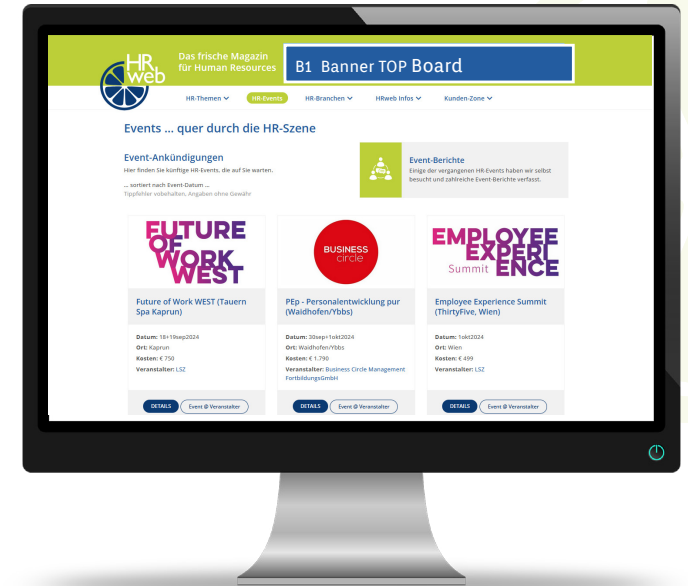 HR
web
Das frische Magazin
für Human Resources
B1 Banner TOP Board
HR-Themen
HR-Events
HR-Branchen
HRweb Infos
Kunden-Zone
Events ... quer durch die HR-Szene
Event-Ankündigungen
Hier finden Sie künftige HR-Events, die auf Sie warten.
... sortiert nach Event-Datum ...
Tippfehler vorbehalten, Angaben ohne Gewähr
Event-Berichte
Einige der vergangenen HR-Events haben wir selbst
besucht und zahlreiche Event-Berichte verfasst.
FUTURE
OF
WORK
WEST
Future of Work WEST (Tauern
Spa Kaprun)
Datum: 18+19sep2024
Ort: Kaprun
Kosten: € 750
Veranstalter: LSZ
DETAILS
Event @ Veranstalter
BUSINESS
circle
PEp - Personalentwicklung pur
(Waidhofen/Ybbs)
Datum: 30sep+1okt2024
Ort: Waidhofen/Ybbs
Kosten: € 1.790
Veranstalter: Business Circle Management
FortbildungsGmbH
DETAILS
Event @ Veranstalter
EMPLOYEE
EXPERI
Summit ENCE
Employee Experience Summit
(ThirtyFive, Wien)
Datum: 1okt2024
Ort: Wien
Kosten: € 499
Veranstalter: LSZ
DETAILS
Event @ Veranstalter